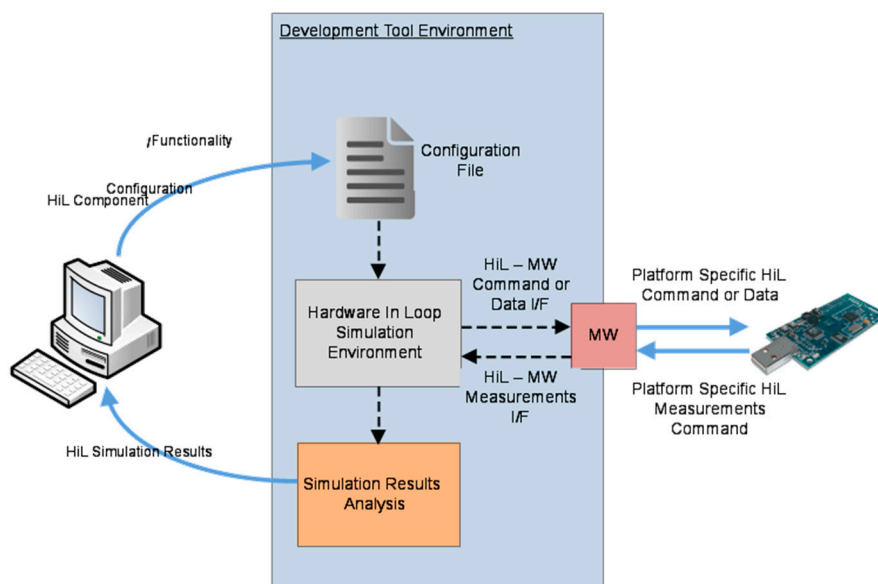 Development Tool Environment
/Functionality
Configuration
HiL Component
Configuration
File
HiL – MW
Command or
Data I/F
Platform Specific HiL
Command or Data
Hardware In Loop
Simulation
Environment
MW
HiL – MW
Measurements
I/F
Platform Specific HiL
Measurements
Command
HiL Simulation Results
Simulation Results
Analysis